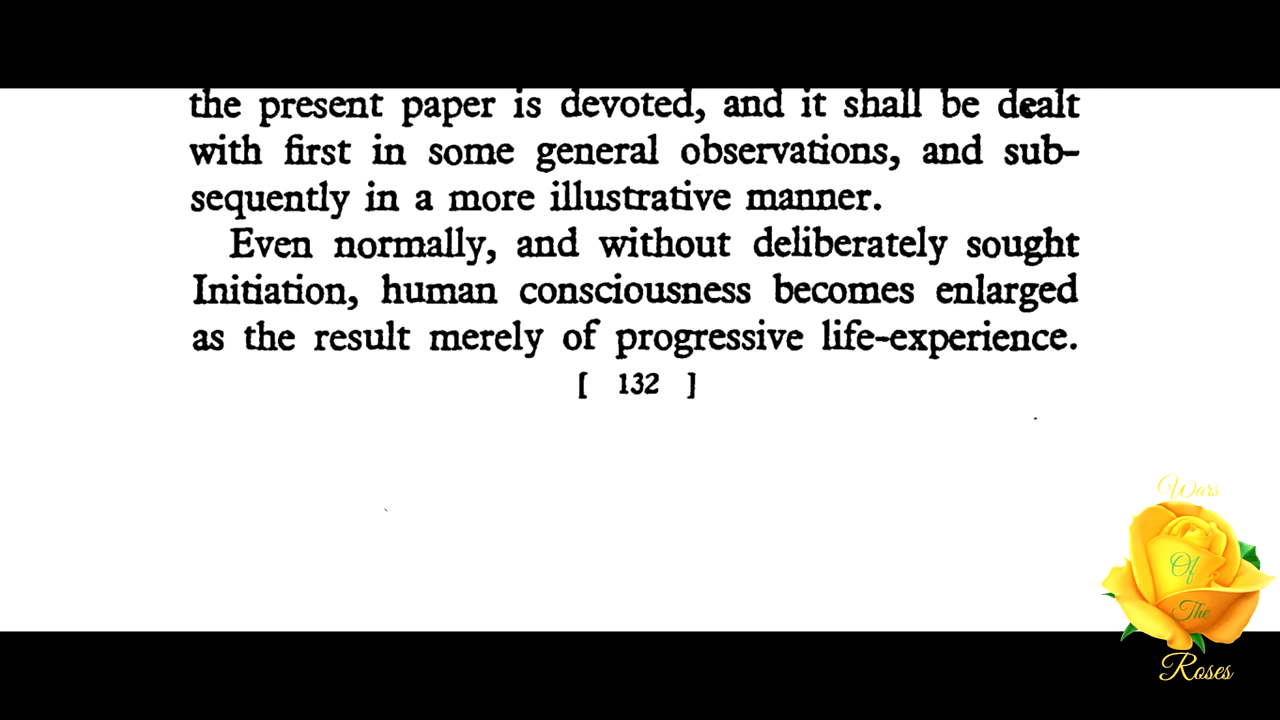 the present paper is devoted, and it shall be dealt
with first in some general observations, and sub-
sequently in a more illustrative manner.
Even normally, and without deliberately sought
Initiation, human consciousness becomes enlarged
as the result merely of progressive life-experience.
[ 132 ]
Wars
Of
The
Roses